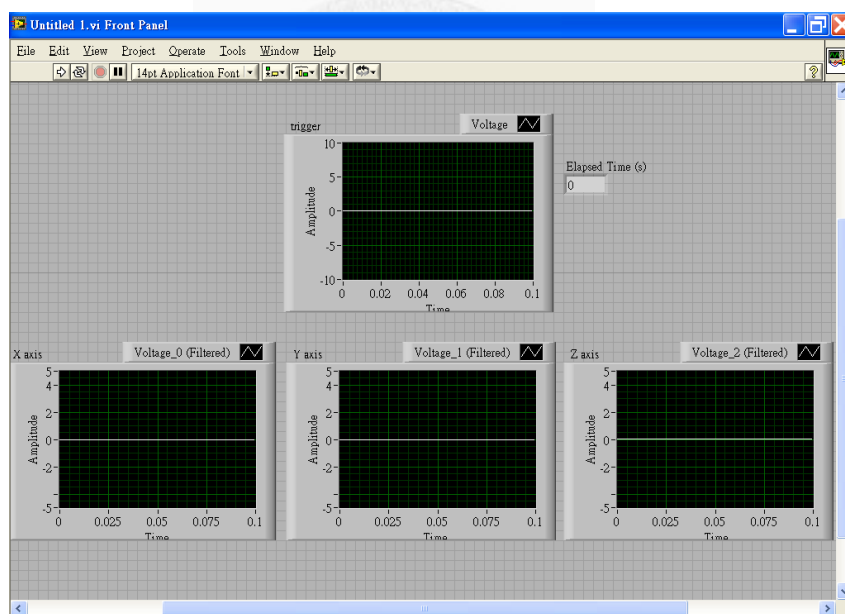 Untitled 1.vi Front Panel
File Edit View Project Operate Tools Window Help
14pt Application Font
?
trigger
Voltage
Amplitude
10
5
0
-5
-10
0 0.02 0.04 0.06 0.08 0.1
Time
Elapsed Time (s)
0
X axis
Voltage_0 (Filtered)
Amplitude
5
4
2
0
-2
-5
0 0.025 0.05 0.075 0.1
Time
Y axis
Voltage_1 (Filtered)
Amplitude
5
4
2
0
-2
-5
0 0.025 0.05 0.075 0.1
Time
Z axis
Voltage_2 (Filtered)
Amplitude
5
4
2
0
-2
-5
0 0.025 0.05 0.075 0.1
Time